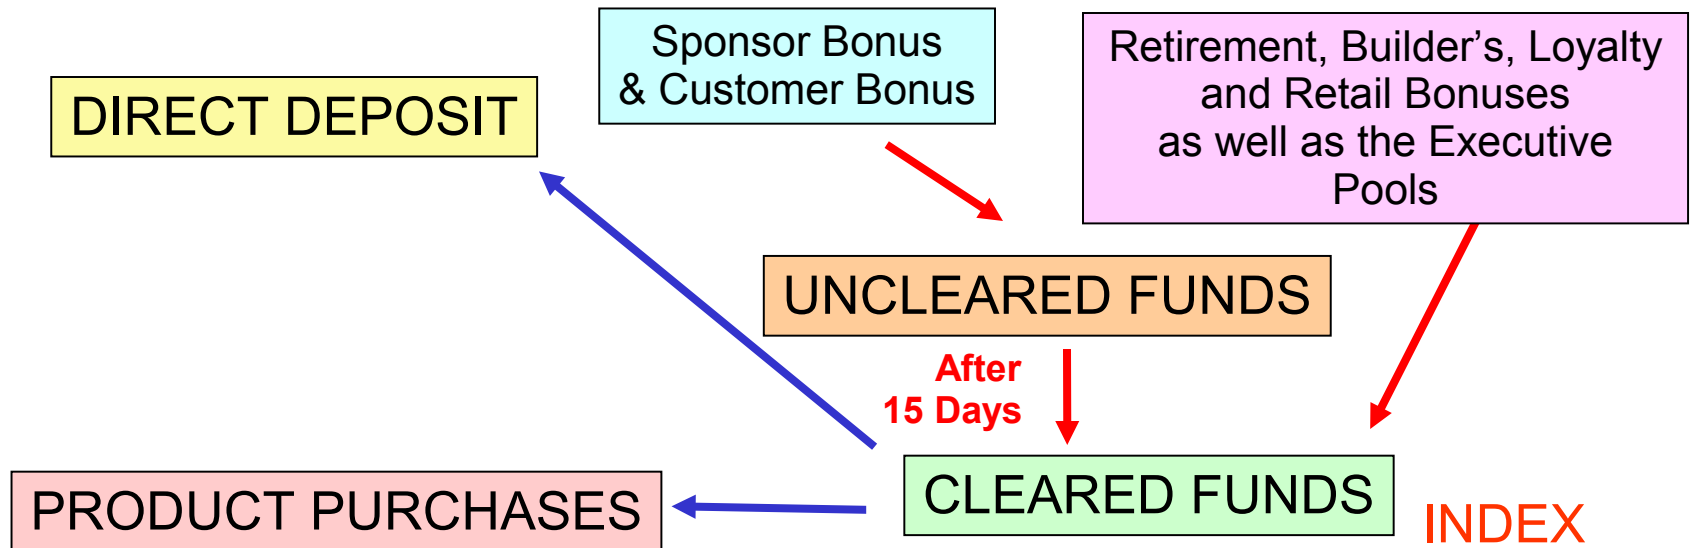 Sponsor Bonus
& Customer Bonus
Retirement, Builder’s, Loyalty
and Retail Bonuses
as well as the Executive
Pools
DIRECT DEPOSIT
UNCLEARED FUNDS
After
15 Days
CLEARED FUNDS
PRODUCT PURCHASES
INDEX